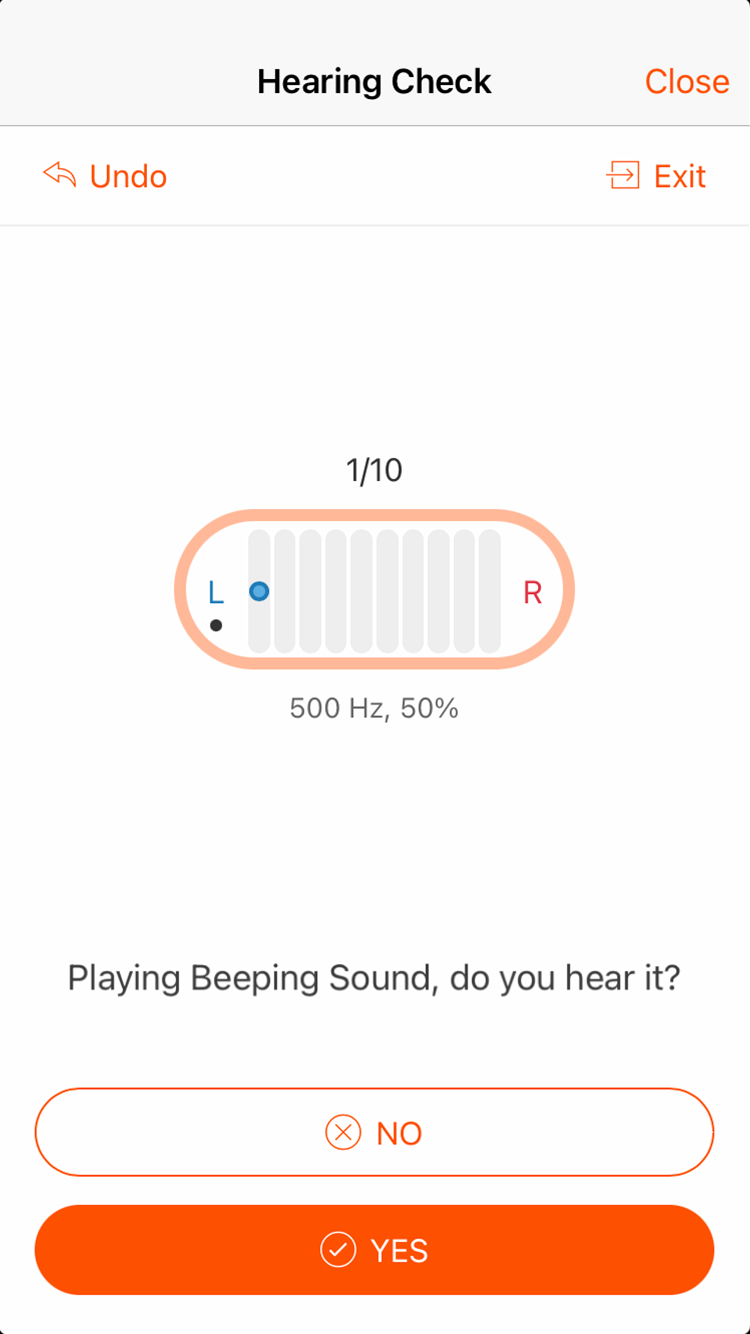 Hearing Check
Close
Undo
Exit
1/10
L
R
500 Hz, 50%
Playing Beeping Sound, do you hear it?
NO
YES